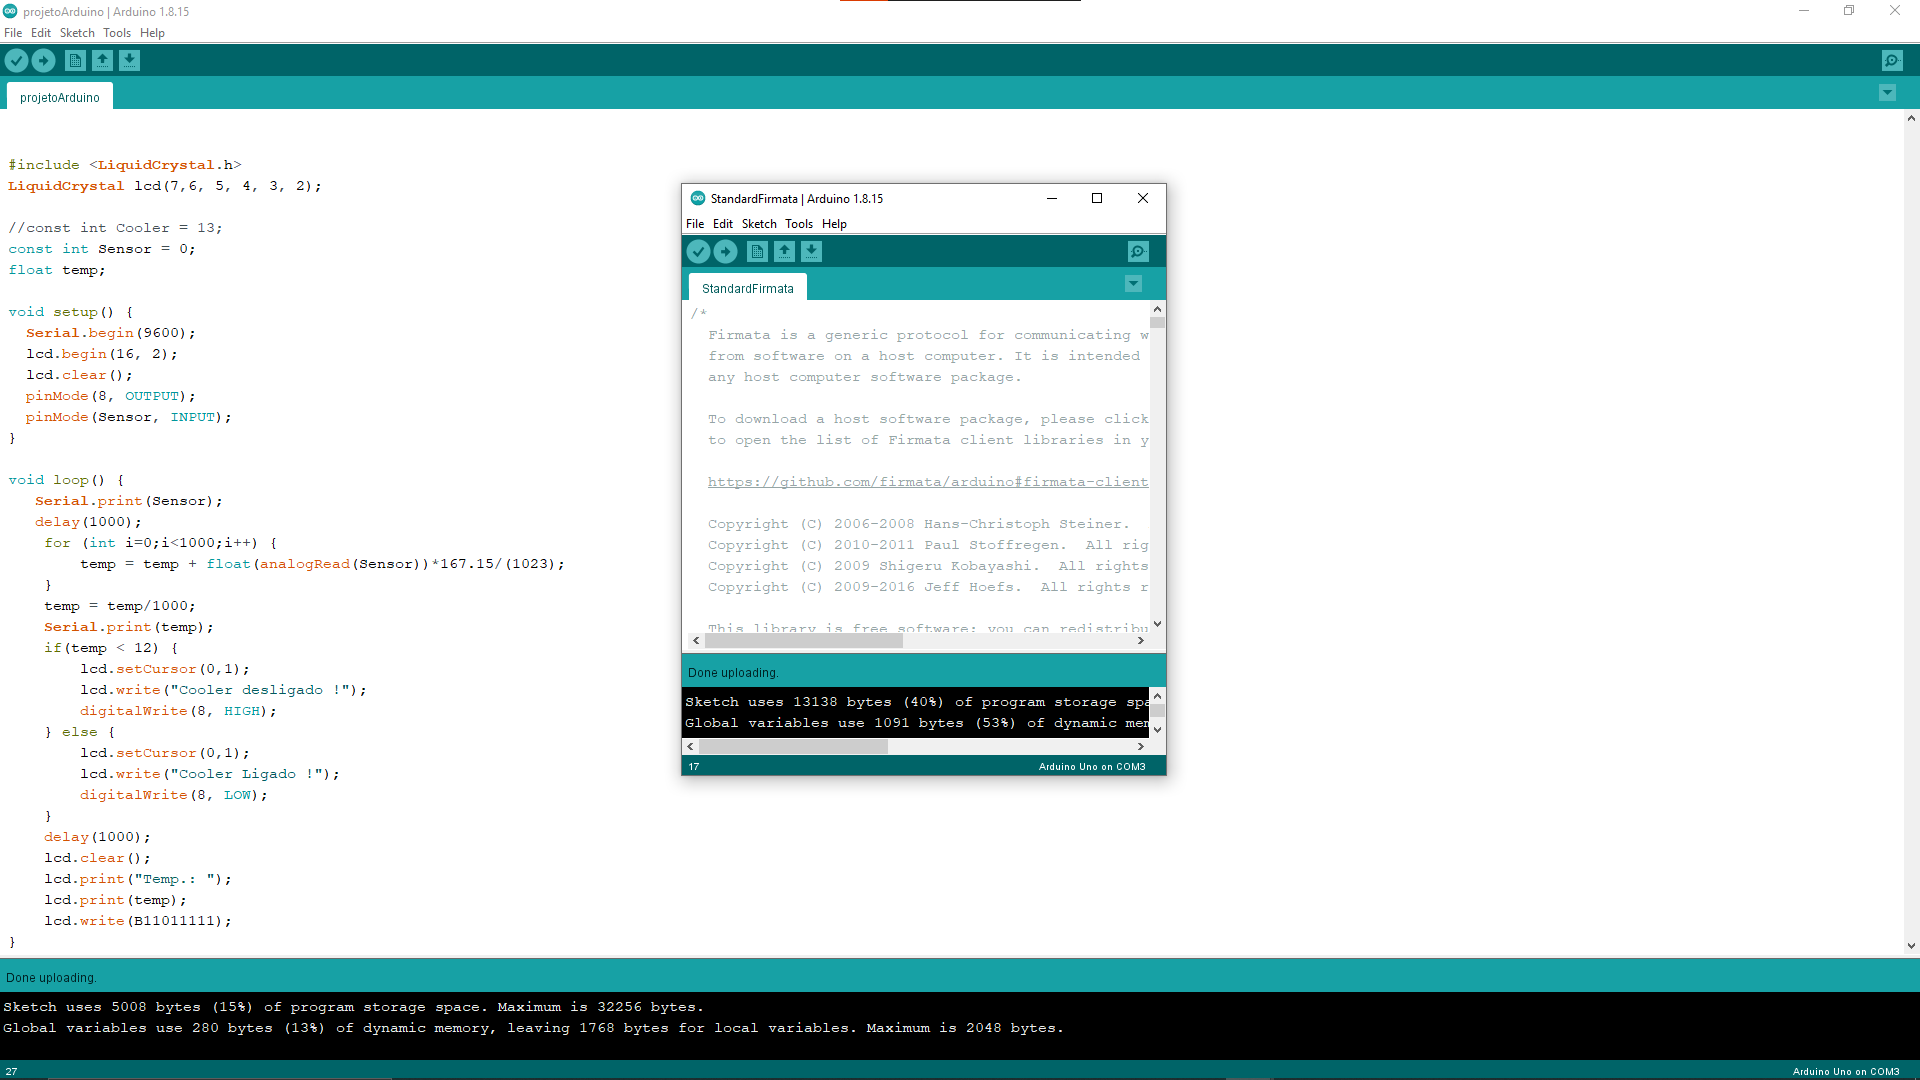 projetoArduino | Arduino 1.8.15
File Edit Sketch Tools Help
projetoArduino
#include <LiquidCrystal.h>
LiquidCrystal lcd(7,6, 5, 4, 3, 2);
//const int Cooler = 13;
const int Sensor = 0;
float temp;
void setup() {
Serial.begin(9600);
lcd.begin(16, 2);
lcd.clear();
pinMode(8, OUTPUT);
pinMode(Sensor, INPUT);
}
void loop() {
Serial.print(Sensor);
delay(1000);
for (int i=0;i<1000;i++) {
temp = temp + float(analogRead(Sensor))*167.15/(1023);
}
temp = temp/1000;
Serial.print(temp);
if(temp < 12) {
lcd.setCursor(0,1);
lcd.write("Cooler desligado !");
digitalWrite(8, HIGH);
} else {
lcd.setCursor(0,1);
lcd.write("Cooler Ligado !");
digitalWrite(8, LOW);
}
delay(1000);
lcd.clear();
lcd.print("Temp.: ");
lcd.print(temp);
lcd.write(B11011111);
}
Done uploading.
Sketch uses 5008 bytes (15%) of program storage space. Maximum is 32256 bytes.
Global variables use 280 bytes (13%) of dynamic memory, leaving 1768 bytes for local variables. Maximum is 2048 bytes.
27
Arduino Uno on COM3
StandardFirmata | Arduino 1.8.15
File Edit Sketch Tools Help
StandardFirmata
/*
Firmata is a generic protocol for communicating w
from software on a host computer. It is intended
any host computer software package.
To download a host software package, please click
to open the list of Firmata client libraries in y
https://github.com/firmata/arduino#firmata-client
Copyright (C) 2006-2008 Hans-Christoph Steiner.
Copyright (C) 2010-2011 Paul Stoffregen.  All rig
Copyright (C) 2009 Shigeru Kobayashi.  All rights
Copyright (C) 2009-2016 Jeff Hoefs.  All rights r
This library is free software; you can redistribu
Done uploading.
Sketch uses 13138 bytes (40%) of program storage spa
Global variables use 1091 bytes (53%) of dynamic mem
17
Arduino Uno on COM3